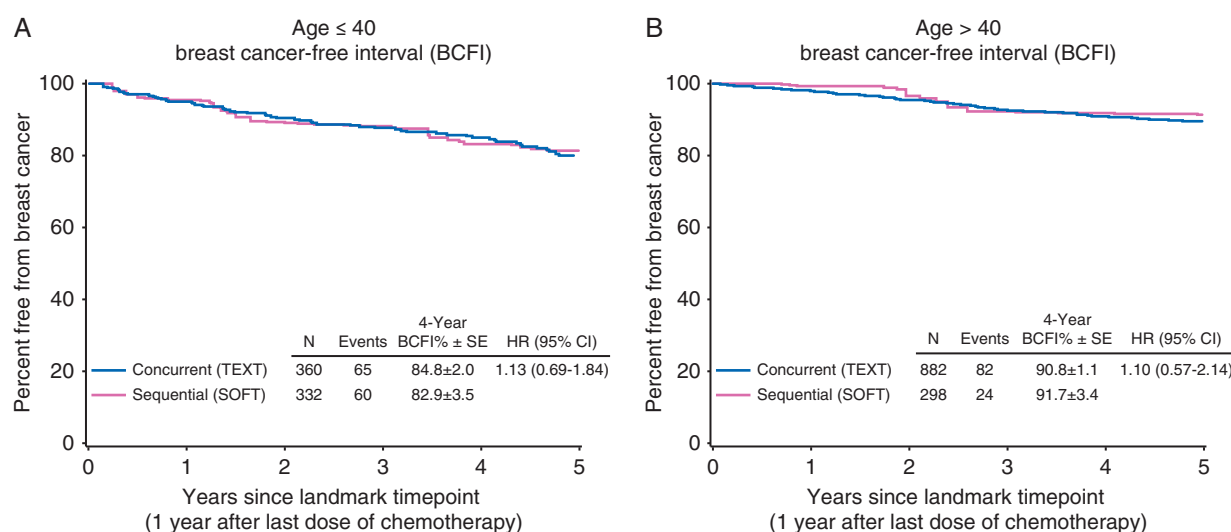 A
Age ≤ 40
breast cancer-free interval (BCFI)
Percent free from breast cancer
100
80
60
40
20
0
4-Year
N Events BCFI% ± SE HR (95% CI)
Concurrent (TEXT) 360 65 84.8±2.0 1.13 (0.69-1.84)
Sequential (SOFT) 332 60 82.9±3.5
0 1 2 3 4 5
Years since landmark timepoint
(1 year after last dose of chemotherapy)
B
Age > 40
breast cancer-free interval (BCFI)
Percent free from breast cancer
100
80
60
40
20
0
4-Year
N Events BCFI% ± SE HR (95% CI)
Concurrent (TEXT) 882 82 90.8±1.1 1.10 (0.57-2.14)
Sequential (SOFT) 298 24 91.7±3.4
0 1 2 3 4 5
Years since landmark timepoint
(1 year after last dose of chemotherapy)